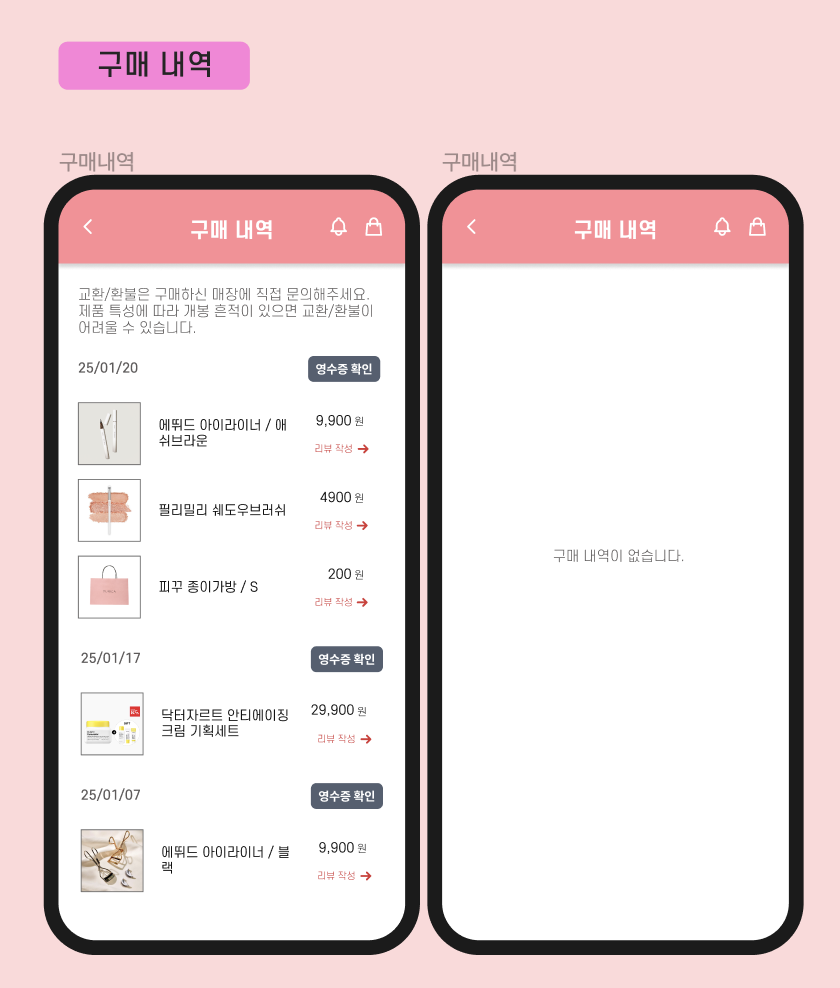 구매 내역
구매내역
구매 내역
교환/환불은 구매하신 매장에 직접 문의해주세요.
제품 특성에 따라 개봉 흔적이 있으면 교환/환불이
어려울 수 있습니다.
25/01/20
영수증 확인
에뛰드 아이라이너 / 애
쉬브라운
9,900 원
리뷰 작성
필리밀리 쉐도우브러쉬
4900 원
리뷰 작성
피꾸 종이가방 / S
200 원
리뷰 작성
25/01/17
영수증 확인
닥터자르트 안티에이징
크림 기획세트
29,900 원
리뷰 작성
25/01/07
영수증 확인
에뛰드 아이라이너 / 블
랙
9,900 원
리뷰 작성
구매내역
구매 내역
구매 내역이 없습니다.